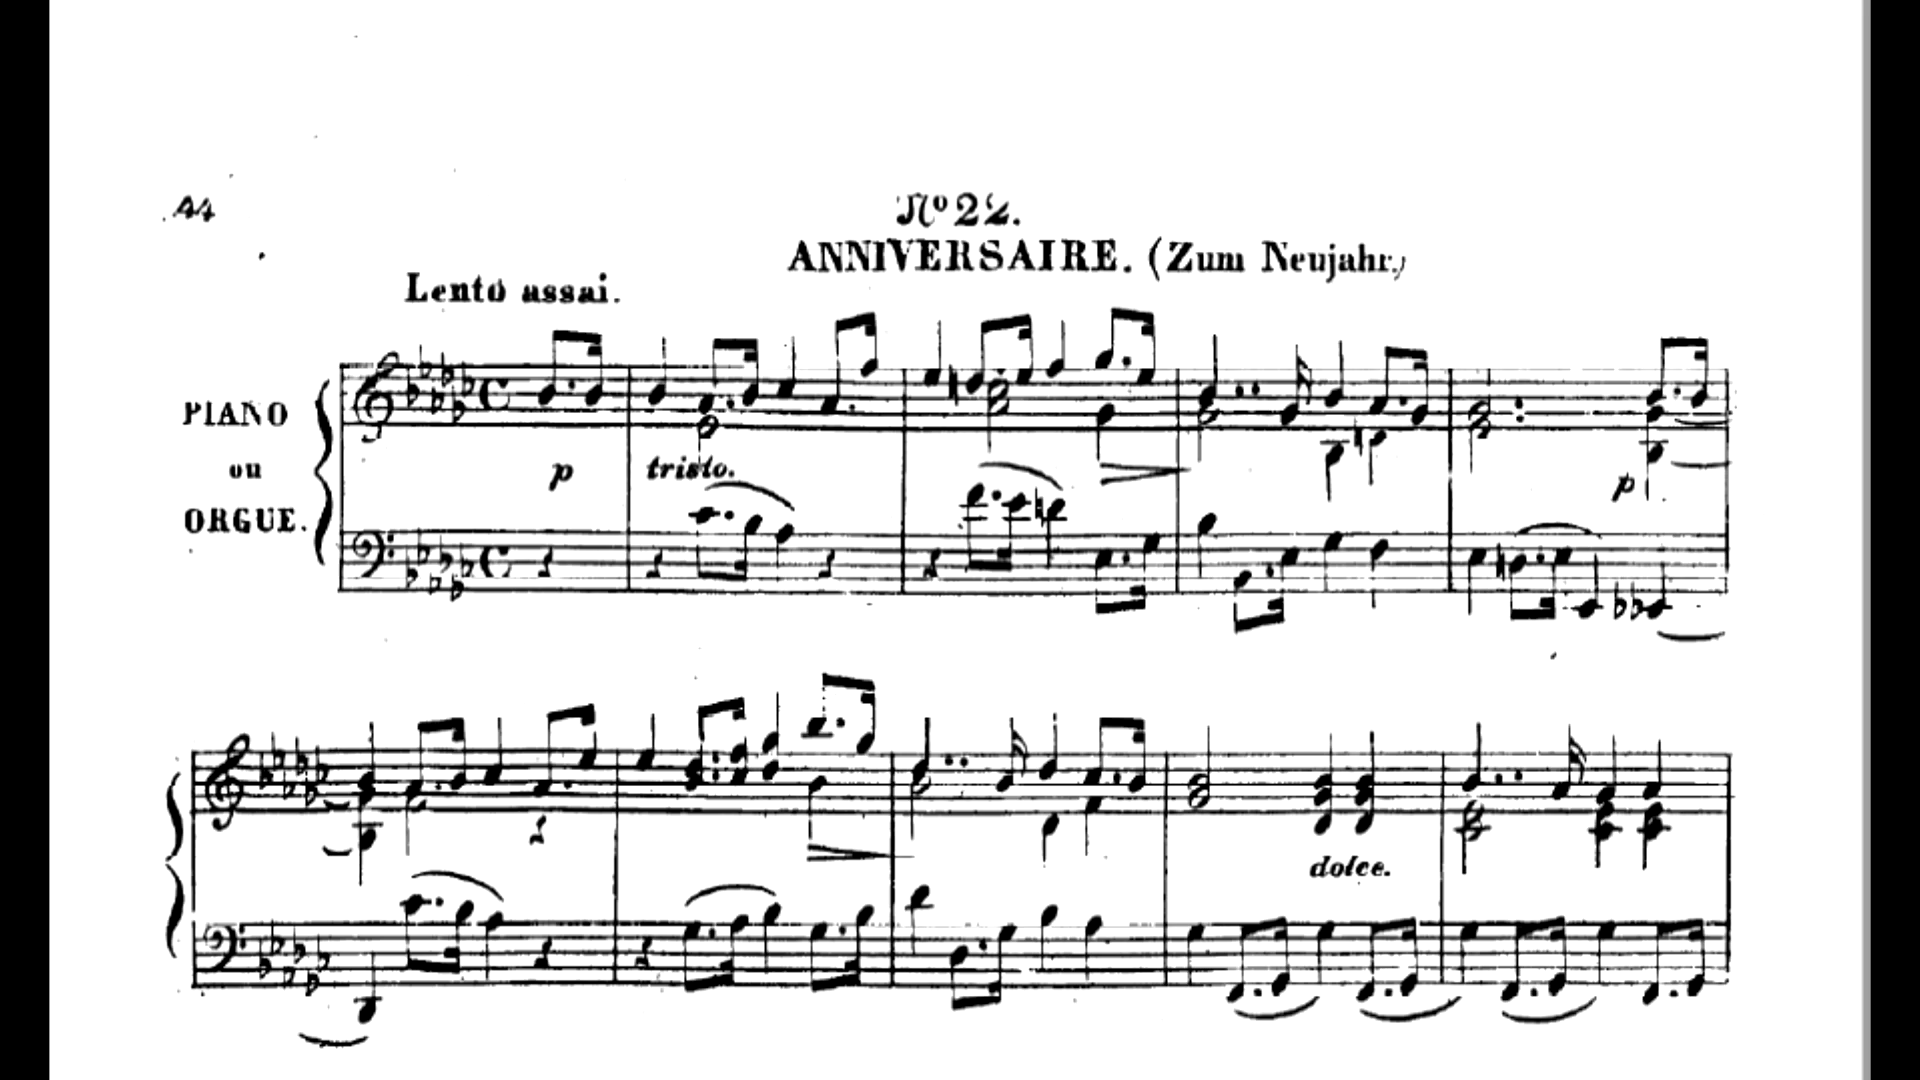 44
No 22.
ANNIVERSAIRE. (Zum Neujahr.)
Lento assai.
PIANO
ou
ORGUE.
p
tristo.
p
dolce.